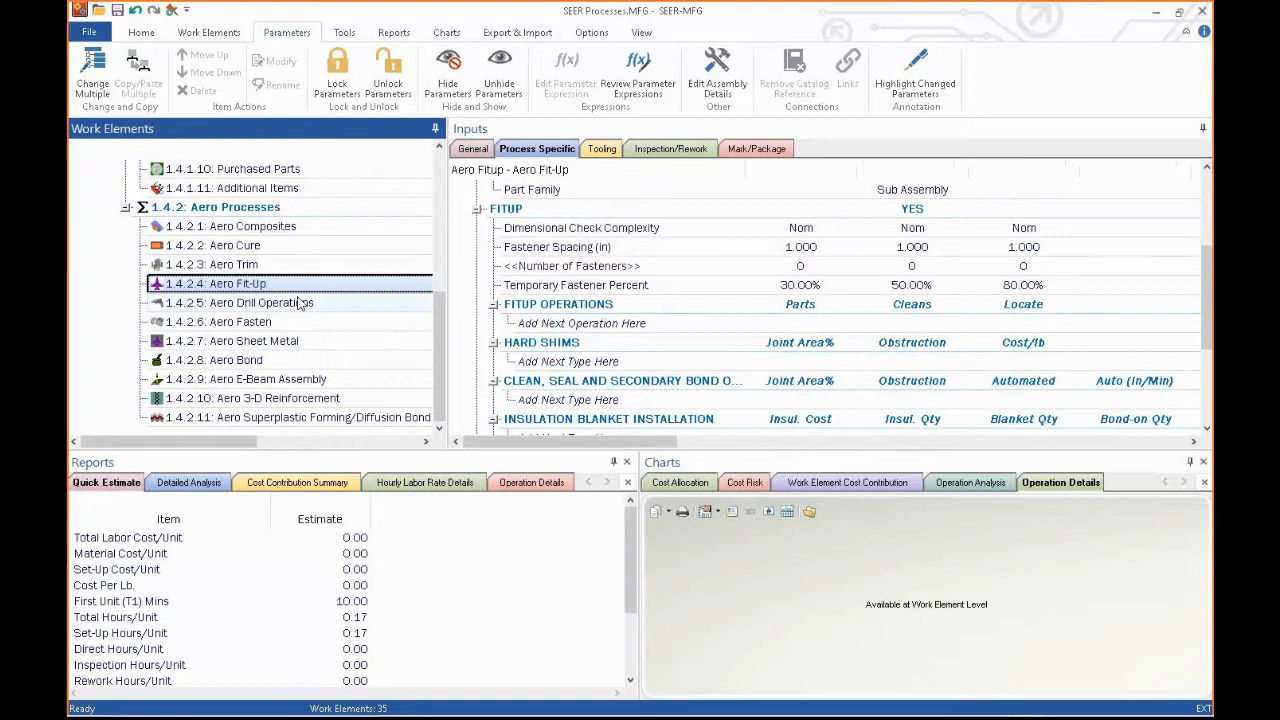 SEER Processes.MFG - SEER-MFG
File Home Work Elements Parameters Tools Reports Charts Export & Import Options View
Change Multiple
Copy/Paste Multiple
Change and Copy
Move Up
Move Down
Delete
Modify
Rename
Item Actions
Lock Parameters
Unlock Parameters
Lock and Unlock
Hide Parameters
Unhide Parameters
Hide and Show
f(x)
Edit Parameter Expression
f(x)
Review Parameter Expressions
Expressions
Edit Assembly Details
Other
Remove Catalog Reference
Links
Connections
Highlight Changed Parameters
Annotation
Work Elements
1.4.1.10: Purchased Parts
1.4.1.11: Additional Items
1.4.2: Aero Processes
1.4.2.1: Aero Composites
1.4.2.2: Aero Cure
1.4.2.3: Aero Trim
1.4.2.4: Aero Fit-Up
1.4.2.5: Aero Drill Operations
1.4.2.6: Aero Fasten
1.4.2.7: Aero Sheet Metal
1.4.2.8: Aero Bond
1.4.2.9: Aero E-Beam Assembly
1.4.2.10: Aero 3-D Reinforcement
1.4.2.11: Aero Superplastic Forming/Diffusion Bond
Inputs
General Process Specific Tooling Inspection/Rework Mark/Package
Aero Fitup - Aero Fit-Up
Part Family Sub Assembly
FITUP YES
Dimensional Check Complexity Nom Nom Nom
Fastener Spacing (in) 1.000 1.000 1.000
<<Number of Fasteners>> 0 0 0
Temporary Fastener Percent 30.00% 50.00% 80.00%
FITUP OPERATIONS Parts Cleans Locate
Add Next Operation Here
HARD SHIMS Joint Area% Obstruction Cost/lb
Add Next Type Here
CLEAN, SEAL AND SECONDARY BOND O... Joint Area% Obstruction Automated Auto (In/Min)
Add Next Type Here
INSULATION BLANKET INSTALLATION Insul. Cost Insul. Qty Blanket Qty Bond-on Qty
Reports
Quick Estimate Detailed Analysis Cost Contribution Summary Hourly Labor Rate Details Operation Details
Item Estimate
Total Labor Cost/Unit 0.00
Material Cost/Unit 0.00
Set-Up Cost/Unit 0.00
Cost Per Lb. 0.00
First Unit (T1) Mins 10.00
Total Hours/Unit 0.17
Set-Up Hours/Unit 0.17
Direct Hours/Unit 0.00
Inspection Hours/Unit 0.00
Rework Hours/Unit 0.00
Charts
Cost Allocation Cost Risk Work Element Cost Contribution Operation Analysis Operation Details
Available at Work Element Level
Ready Work Elements: 35 EXT